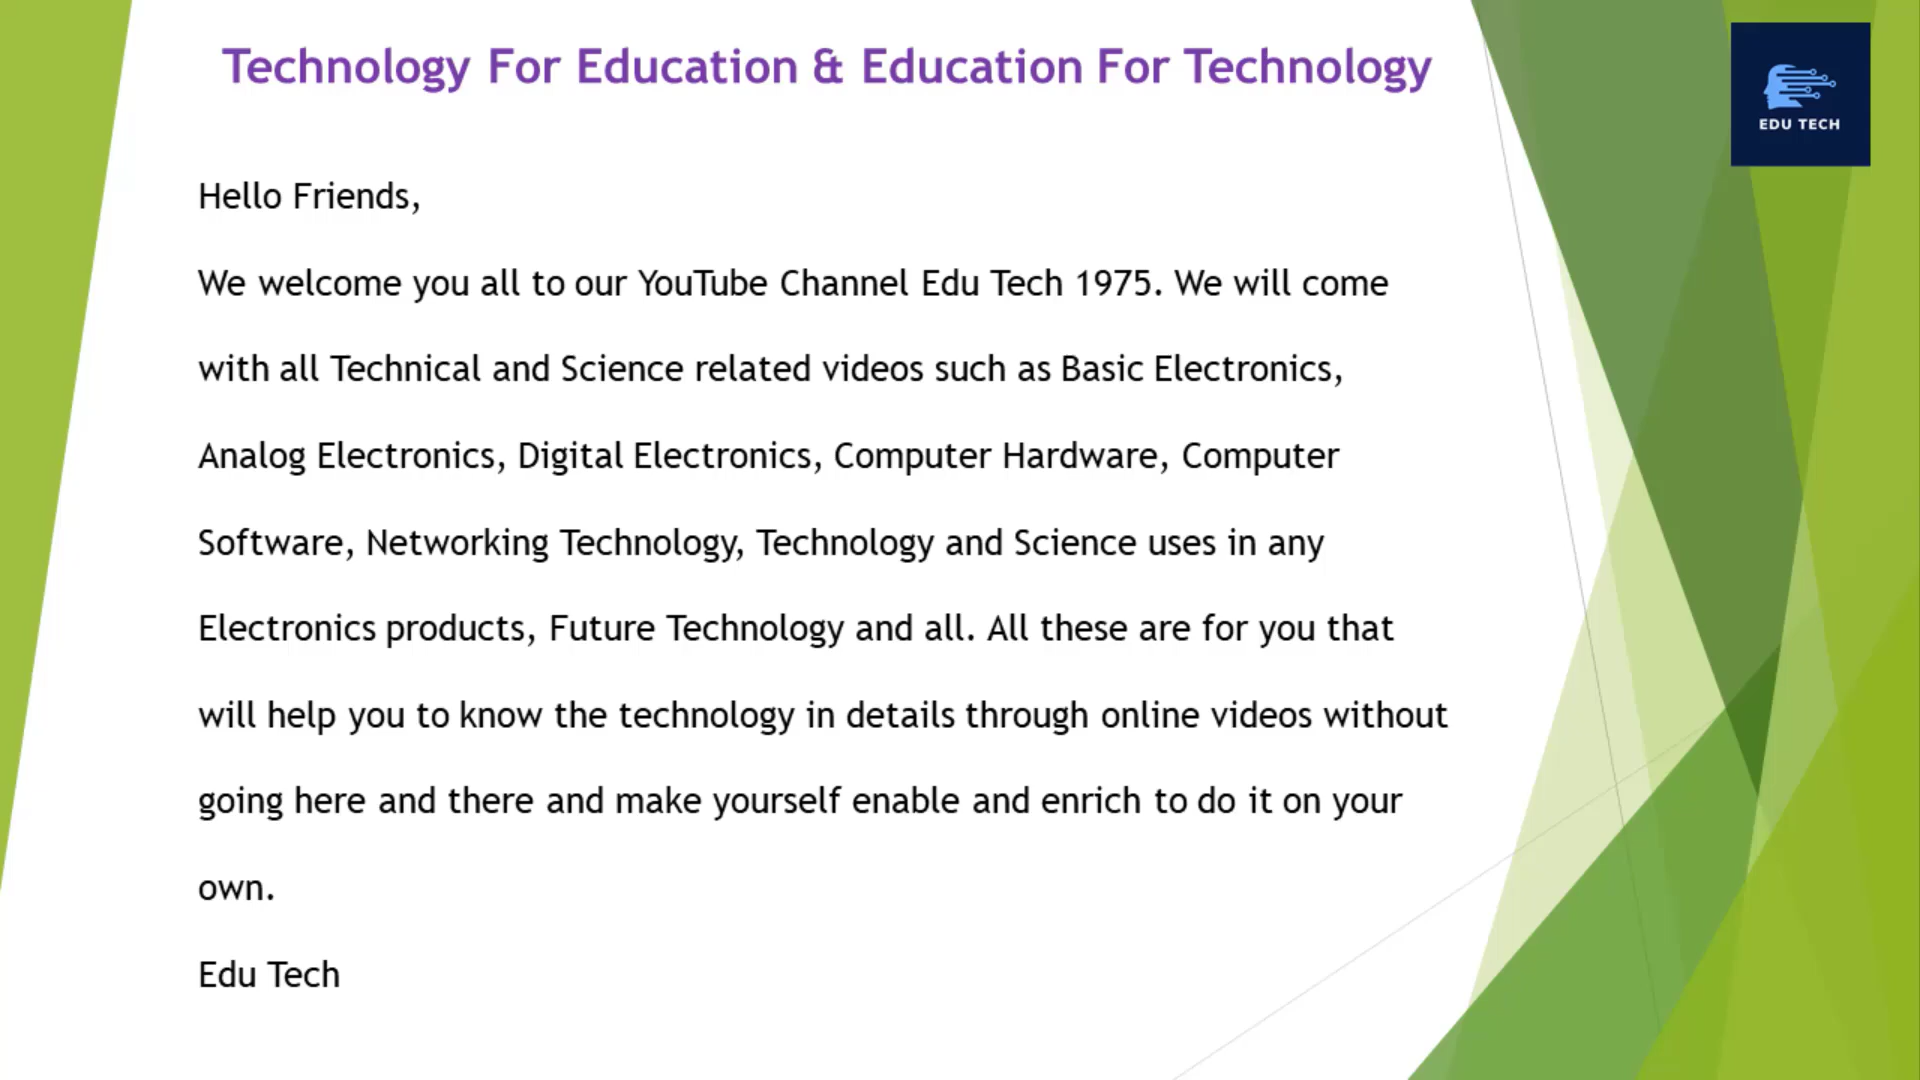 Technology For Education & Education For Technology
EDU TECH
Hello Friends,
We welcome you all to our YouTube Channel Edu Tech 1975. We will come
with all Technical and Science related videos such as Basic Electronics,
Analog Electronics, Digital Electronics, Computer Hardware, Computer
Software, Networking Technology, Technology and Science uses in any
Electronics products, Future Technology and all. All these are for you that
will help you to know the technology in details through online videos without
going here and there and make yourself enable and enrich to do it on your
own.
Edu Tech